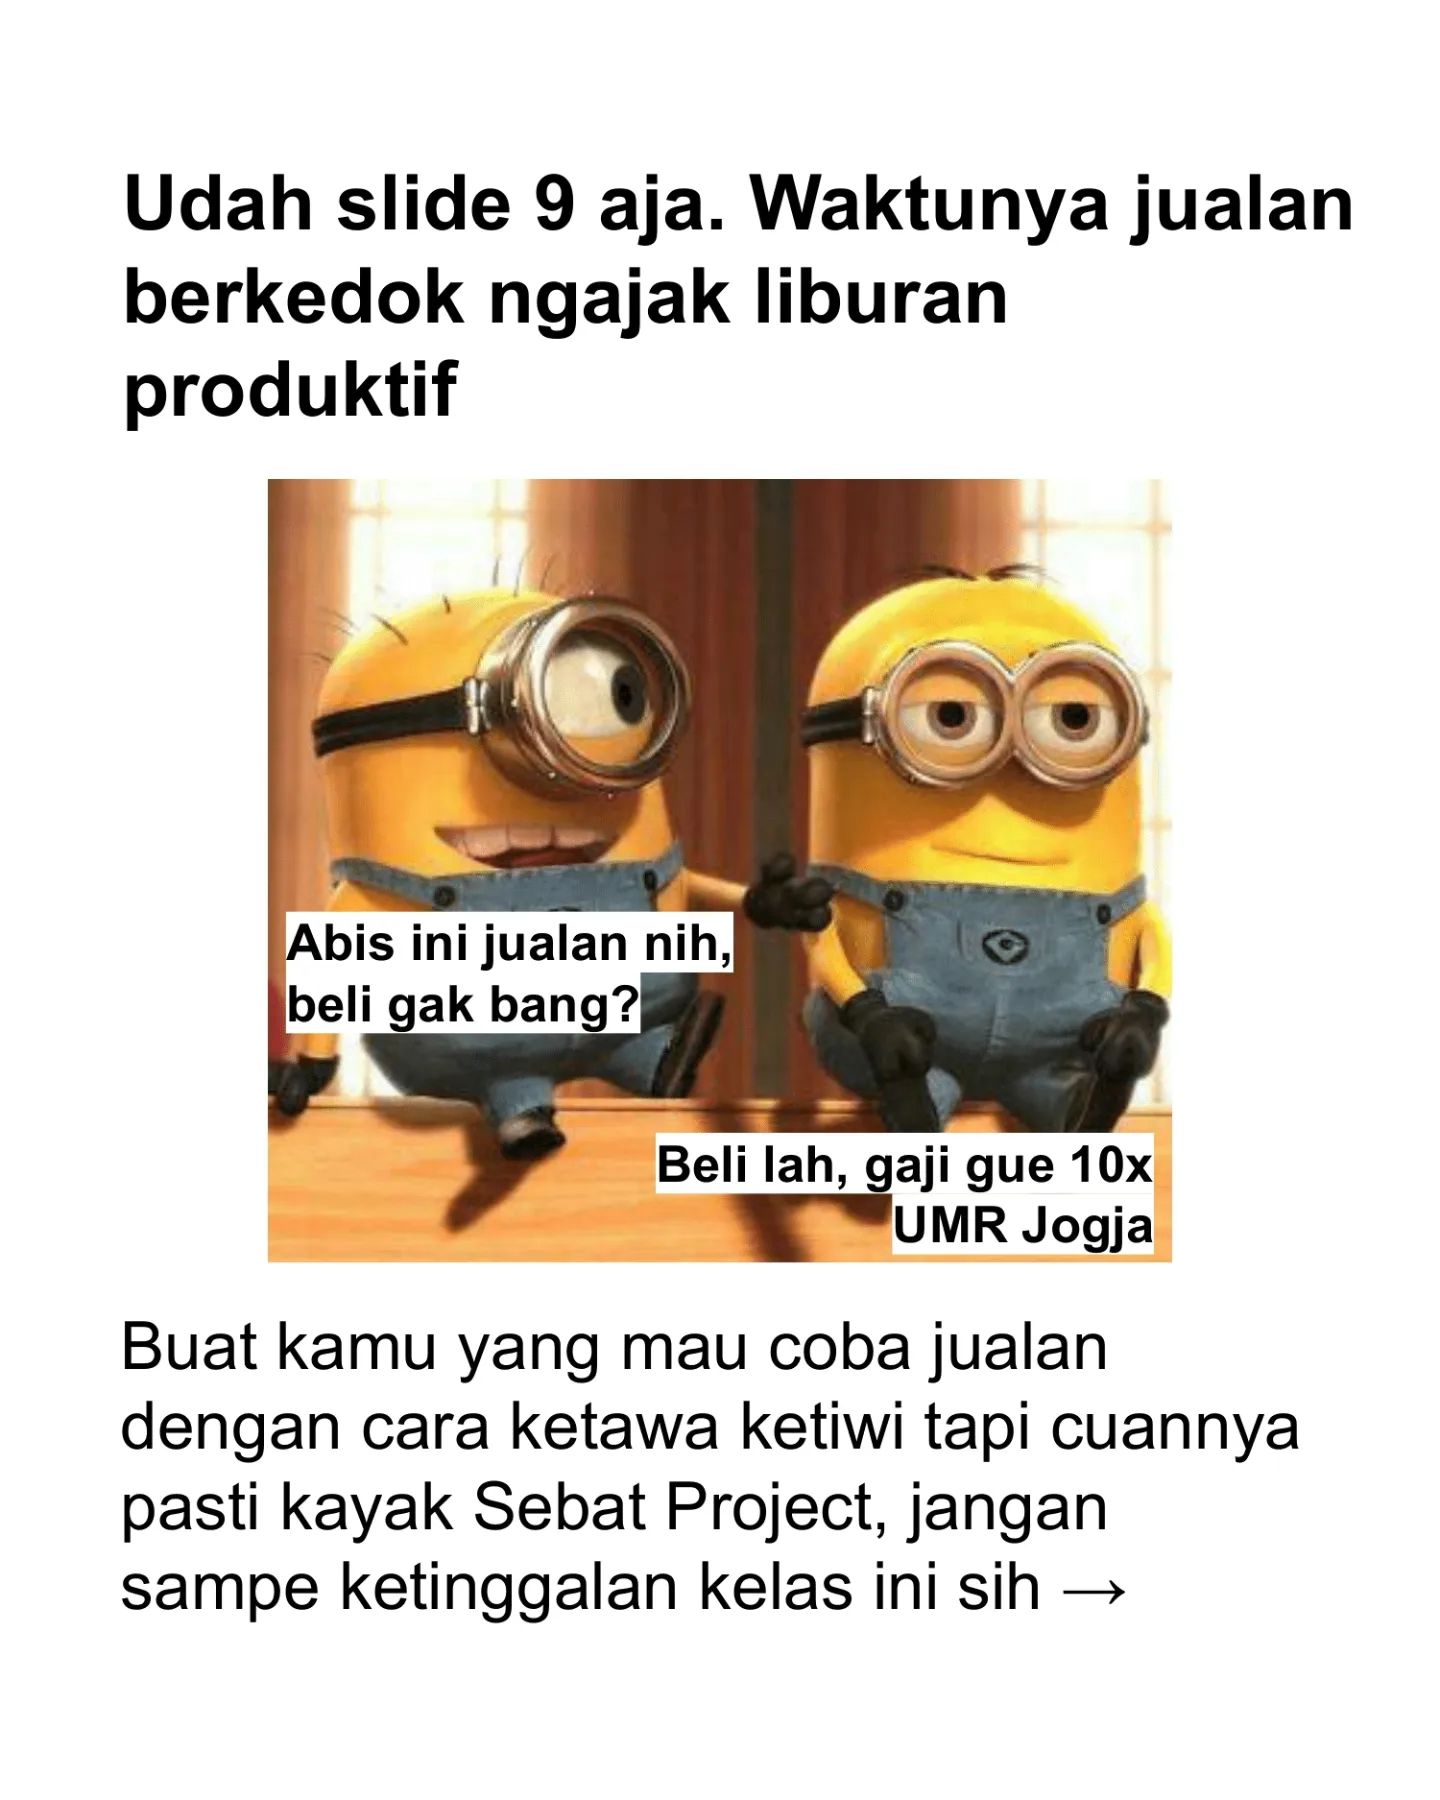 Udah slide 9 aja. Waktunya jualan
berkedok ngajak liburan
produktif
Abis ini jualan nih,
beli gak bang?
Beli lah, gaji gue 10x
UMR Jogja
Buat kamu yang mau coba jualan
dengan cara ketawa ketiwi tapi cuannya
pasti kayak Sebat Project, jangan
sampe ketinggalan kelas ini sih →